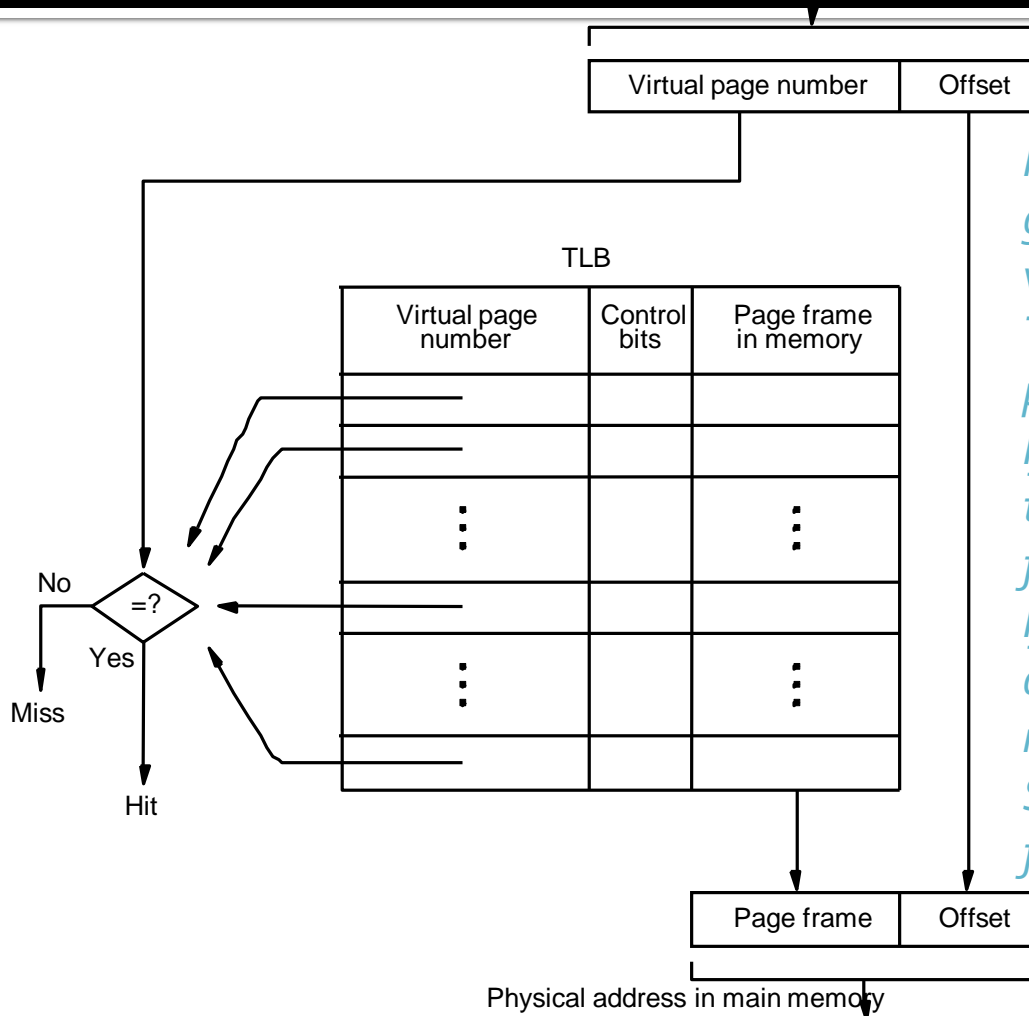 Virtual page number Offset
TLB
Virtual page
number
Control
bits
Page frame
in memory
No
=?
Yes
Miss
Hit
Page frame Offset
Physical address in main memory